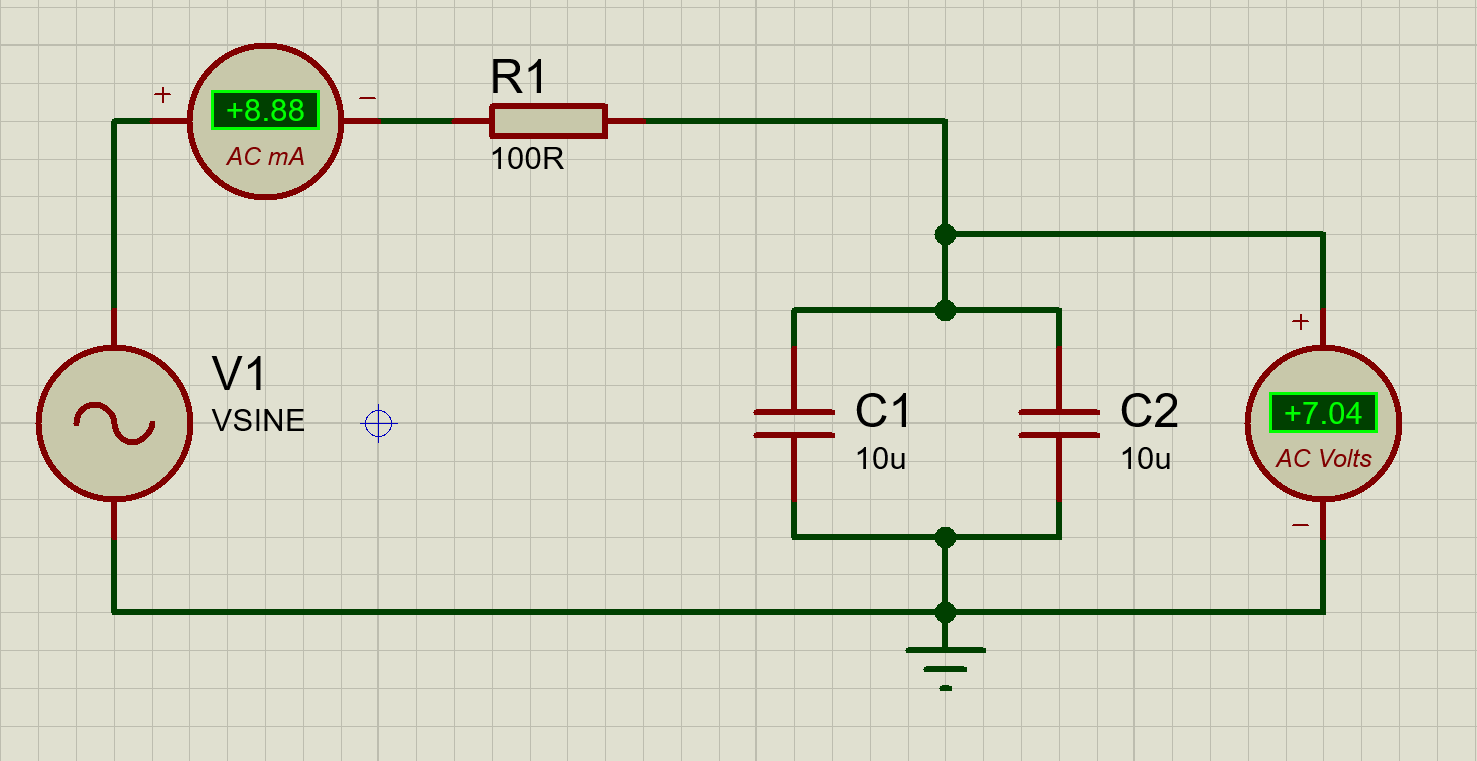 + −
+8.88
AC mA
R1
100R
V1
VSINE
C1
10u
C2
10u
+
+7.04
AC Volts
−